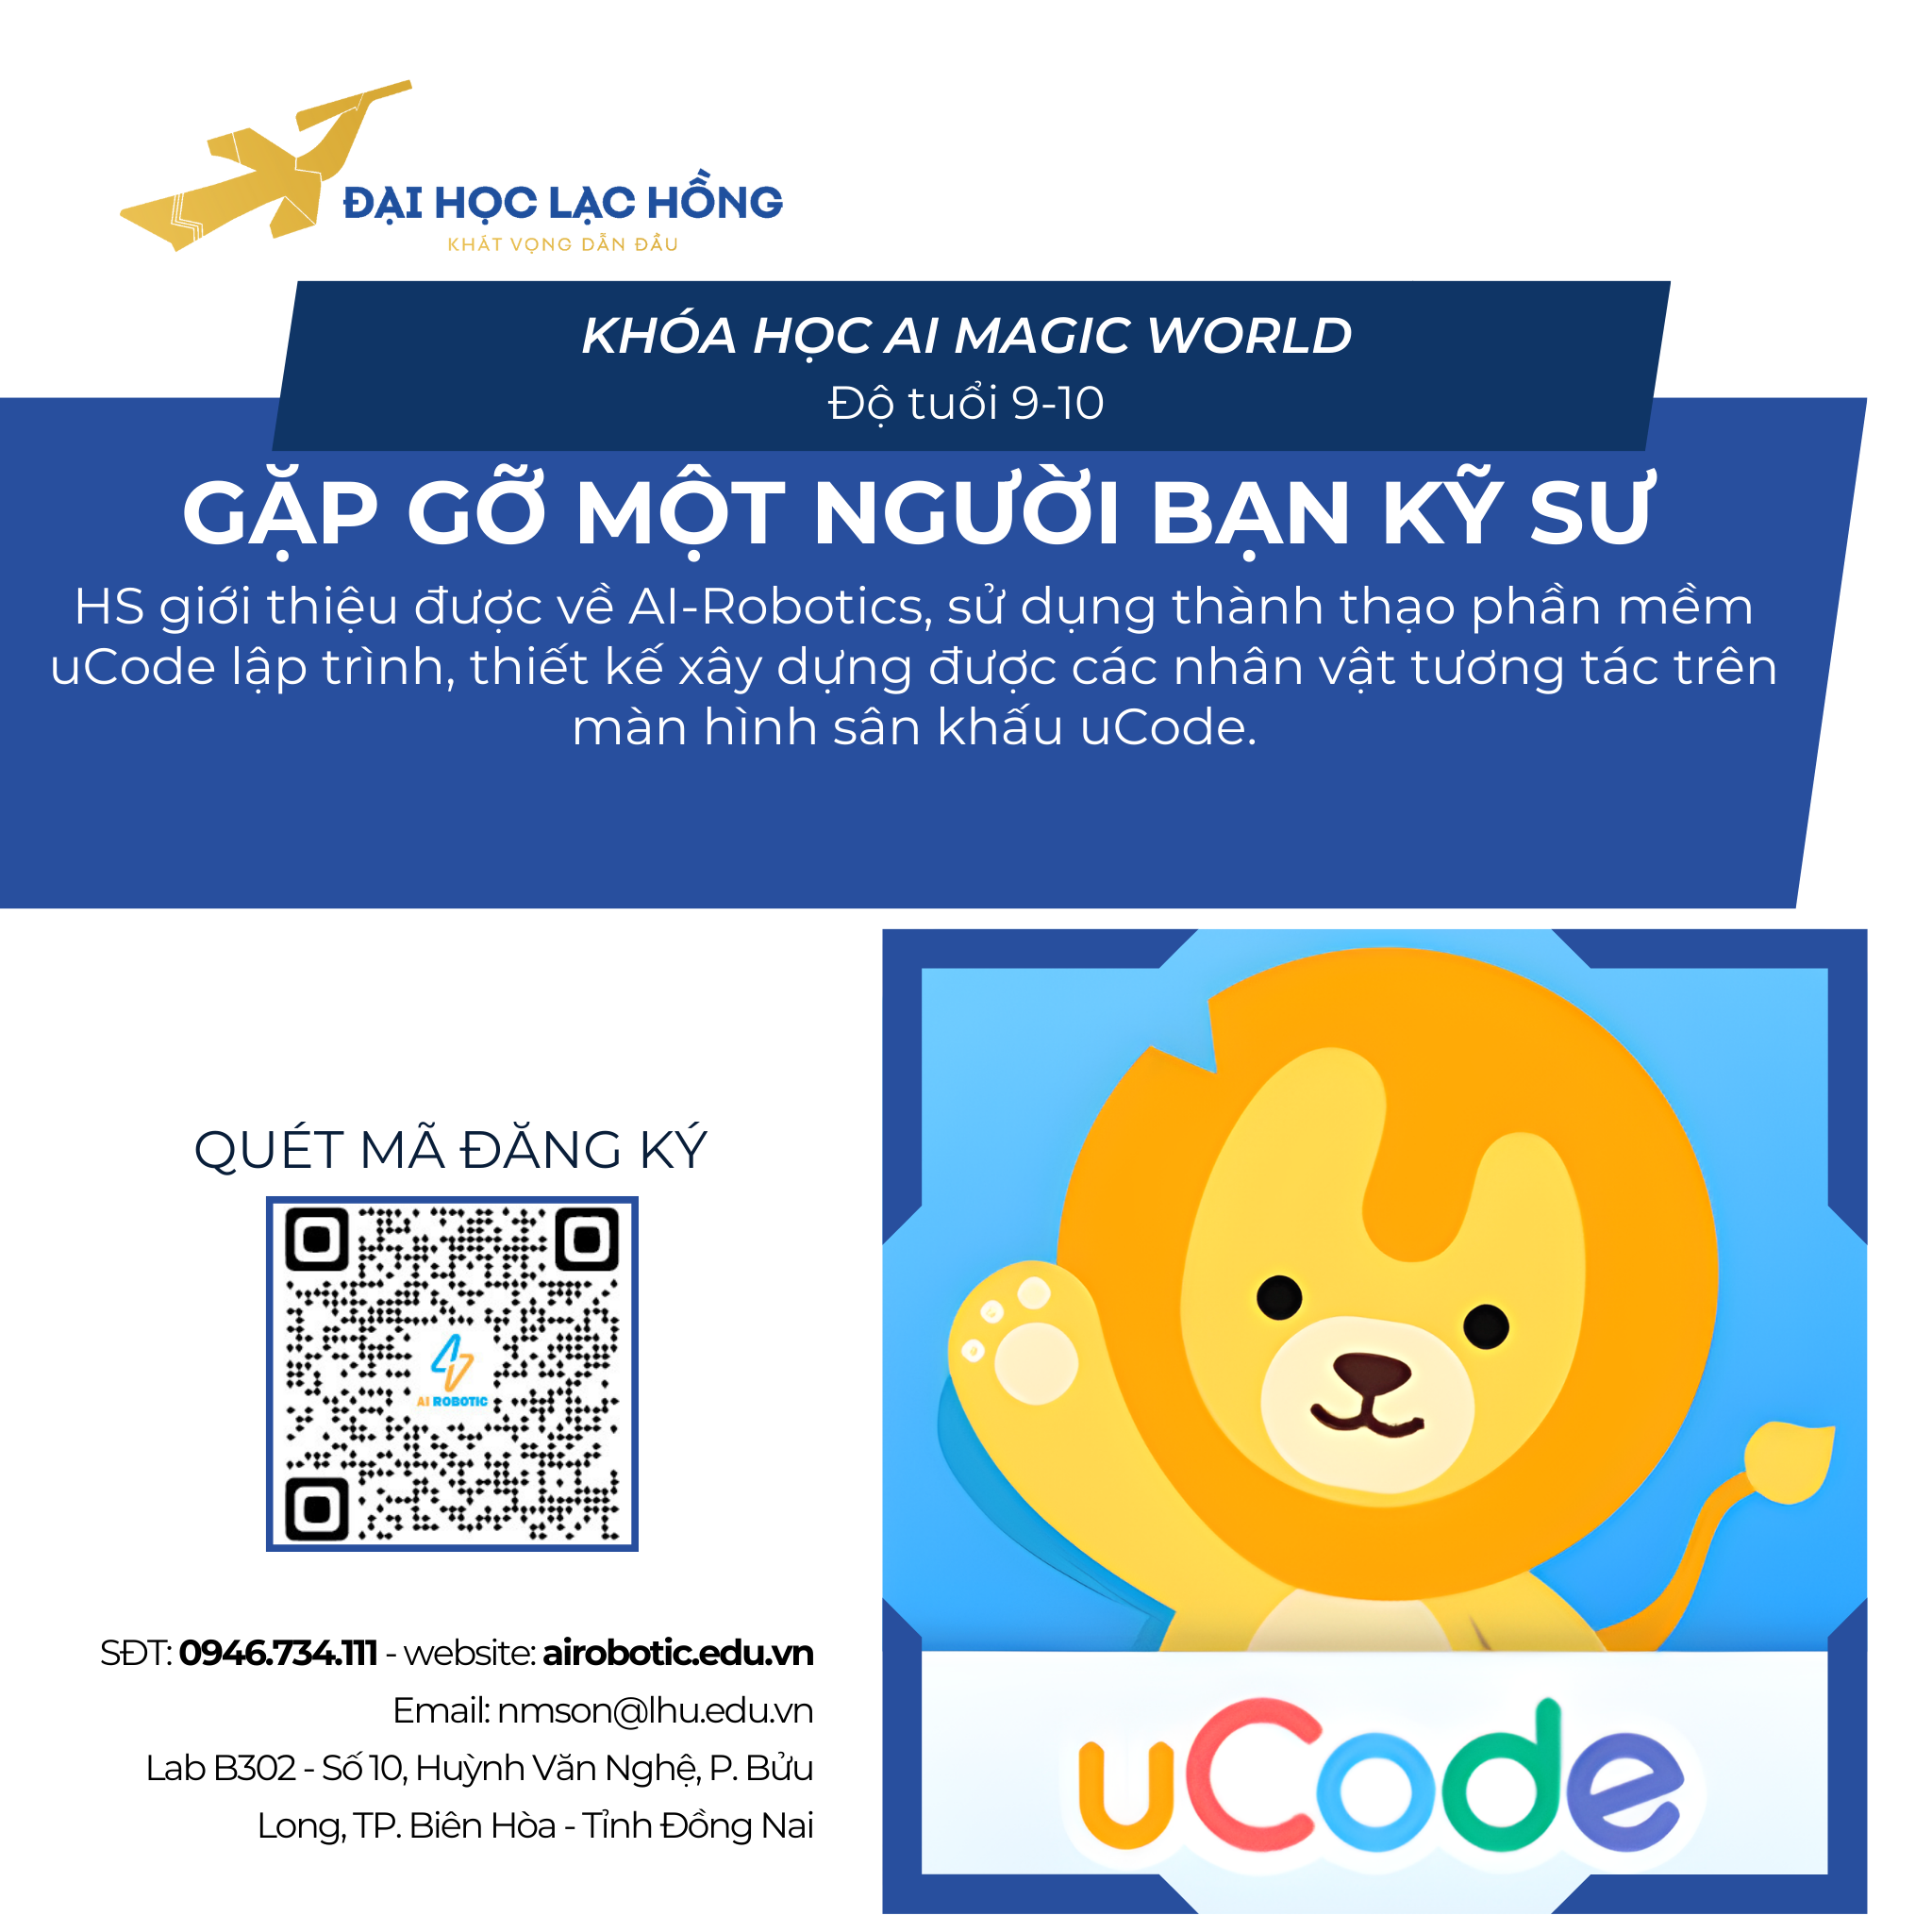 ĐẠI HỌC LẠC HỒNG
KHÁT VỌNG DẪN ĐẦU
KHÓA HỌC AI MAGIC WORLD
Độ tuổi 9-10
GẶP GỠ MỘT NGƯỜI BẠN KỸ SƯ
HS giới thiệu được về AI-Robotics, sử dụng thành thạo phần mềm
uCode lập trình, thiết kế xây dựng được các nhân vật tương tác trên
màn hình sân khấu uCode.
QUÉT MÃ ĐĂNG KÝ
AI ROBOTIC
SĐT: 0946.734.111 - website: airobotic.edu.vn
Email: nmson@lhu.edu.vn
Lab B302 - Số 10, Huỳnh Văn Nghệ, P. Bửu
Long, TP. Biên Hòa - Tỉnh Đồng Nai
uCode